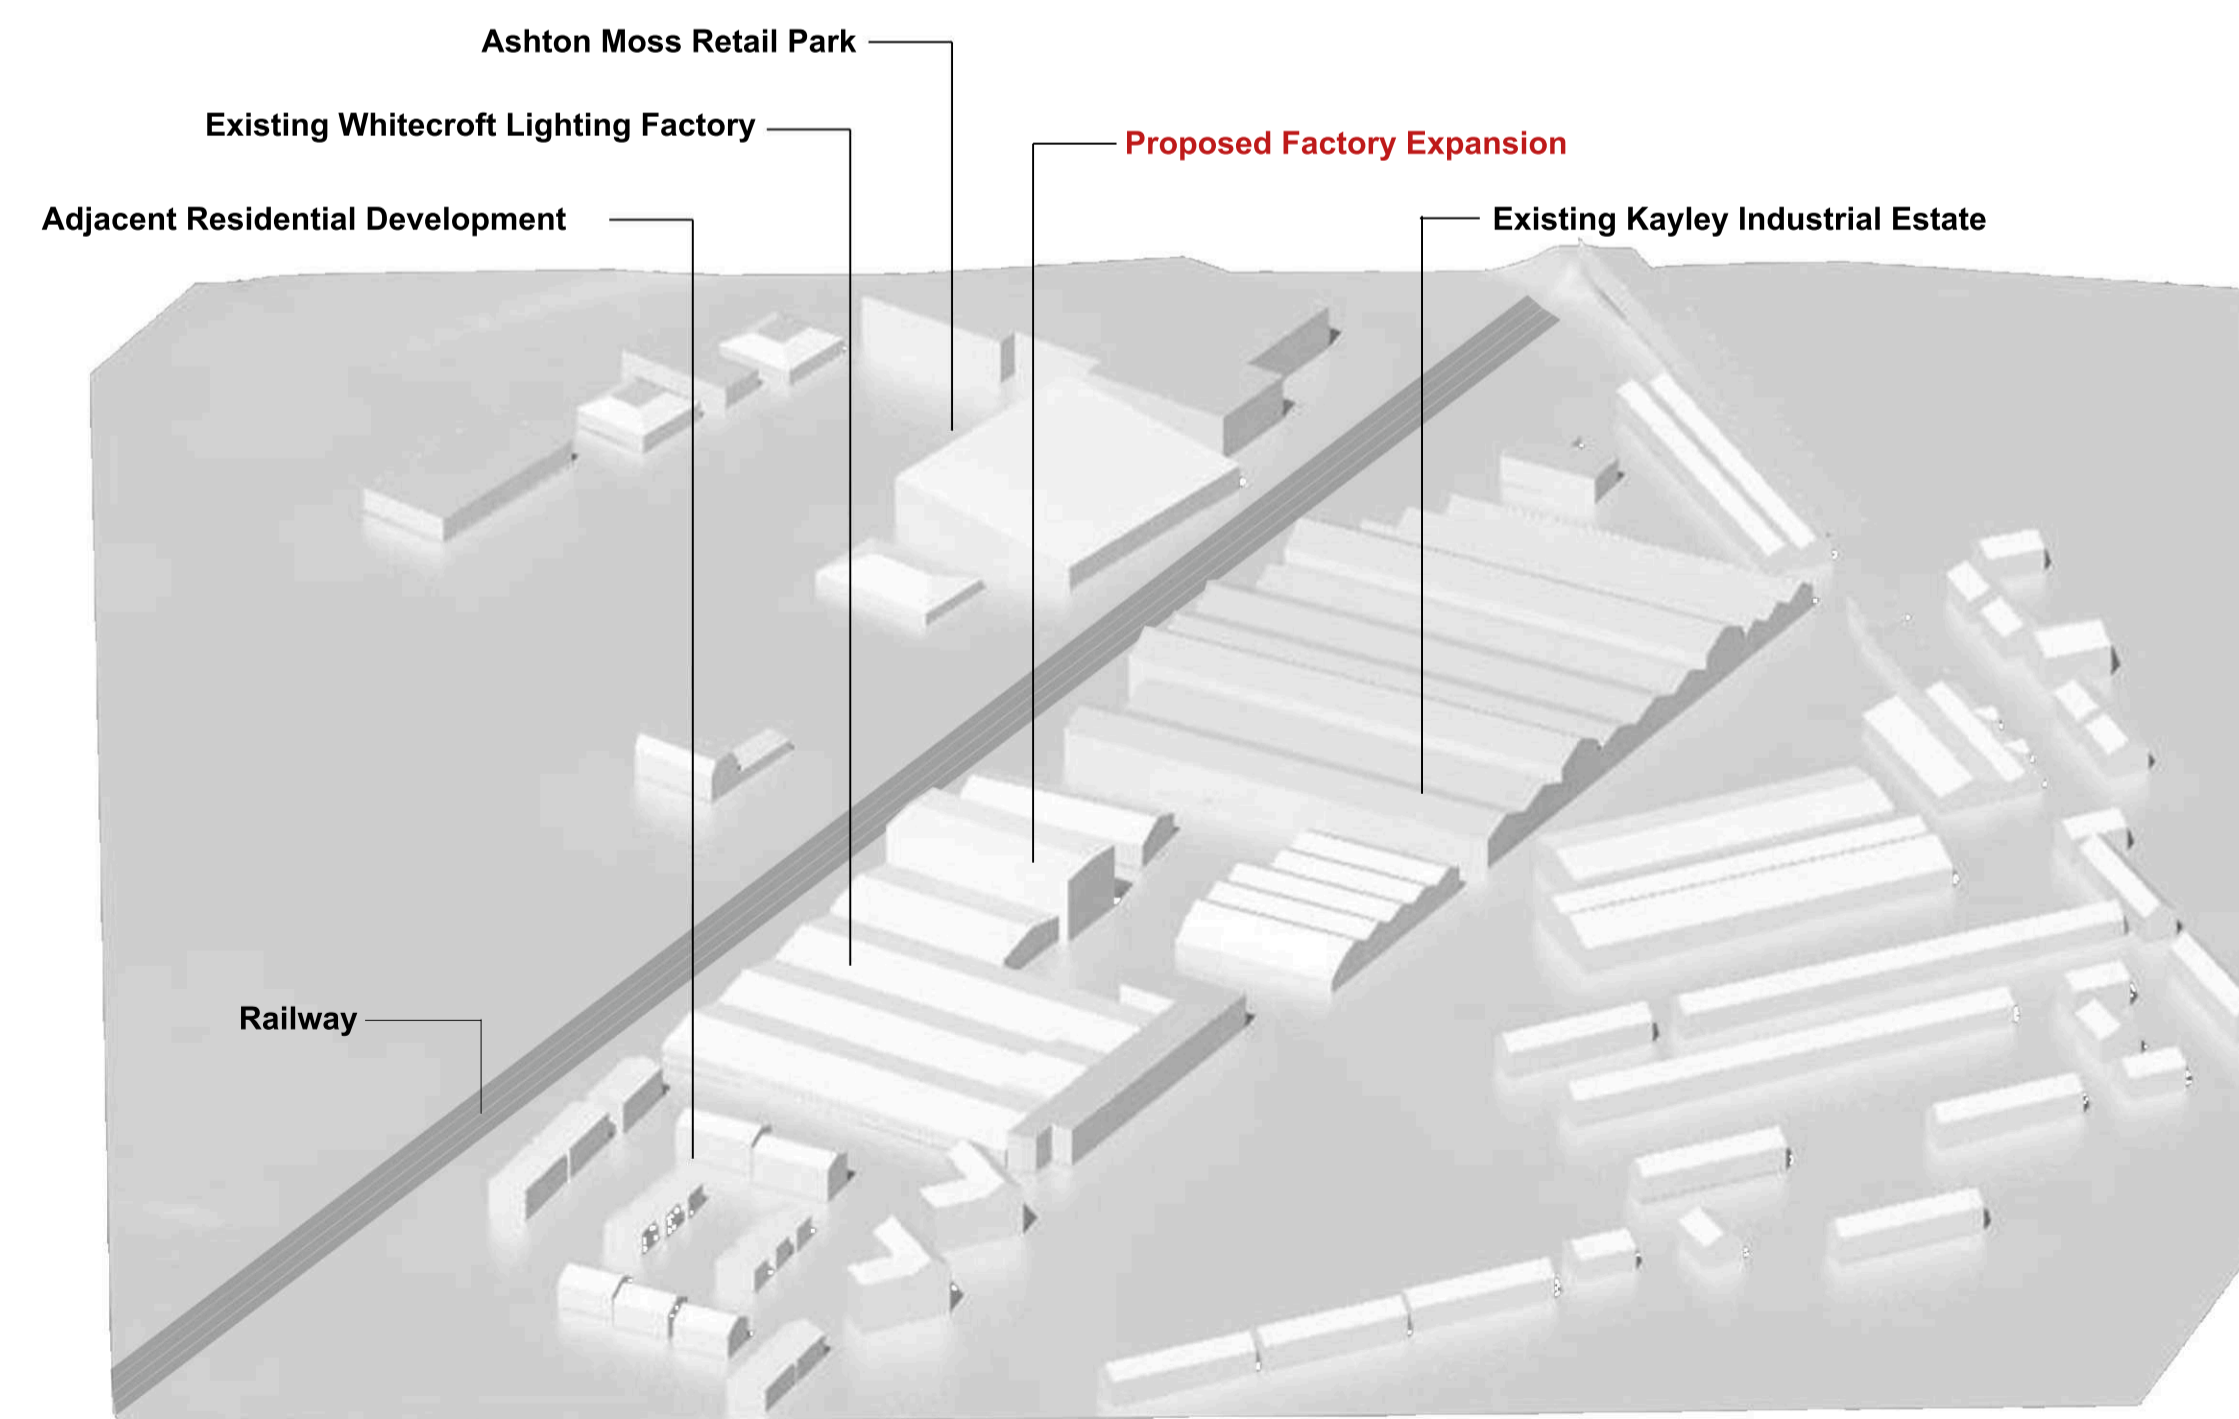 Ashton Moss Retail Park
Existing Whitecroft Lighting Factory
Proposed Factory Expansion
Adjacent Residential Development
Existing Kayley Industrial Estate
Railway